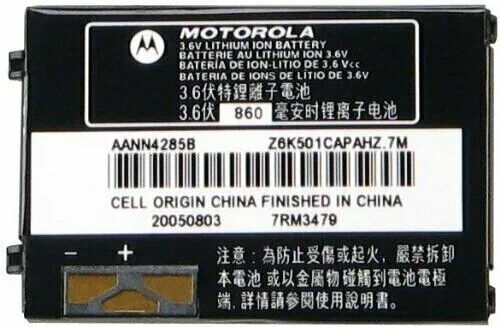 MOTOROLA
3.6V LITHIUM ION BATTERY
BATTERIE AU LITHIUM ION 3.6V
BATERÍA DE ION-LITIO DE 3,6 Vcc
BATERIA DE IONS DE LITIO DE 3,6V
3.6伏特鋰離子電池
3.6伏 860 毫安时锂离子电池
AANN4285B Z6K501CAPAHZ.7M
CELL ORIGIN CHINA FINISHED IN CHINA
20050803 7RM3479
− +
注意:為防止受傷或起火，嚴禁拆卸
本電池或以金屬物碰觸到電池電極
端,詳情請參閱使用說明書。